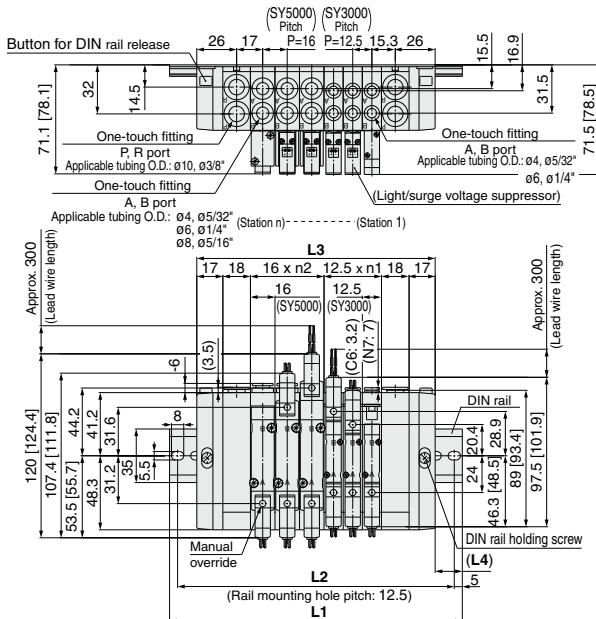 (SY5000) (SY3000)
Pitch Pitch
26 17 P=16 P=12.5 15.3 26
15.5
16.9
Button for DIN rail release
71.1 [78.1]
32
14.5
31.5
71.5 [78.5]
One-touch fitting
P, R port
Applicable tubing O.D.: ø10, ø3/8"
One-touch fitting
A, B port
Applicable tubing O.D.: ø4, ø5/32"
ø6, ø1/4"
One-touch fitting
A, B port
Applicable tubing O.D.: ø4, ø5/32"
ø6, ø1/4"
ø8, ø5/16"
(Light/surge voltage suppressor)
(Station n) (Station 1)
L3
17 18 16 x n2 12.5 x n1 18 17
16 12.5
(SY5000) (SY3000)
Approx. 300
(Lead wire length)
Approx. 300
(Lead wire length)
(C6: 3.2)
(N7: 7)
-6
(3.5)
120 [124.4]
107.4 [111.8]
53.5 [55.7]
44.2
41.2
31.6
48.3
31.2
35
5.5
8
DIN rail
20.4
28.9
24
46.3 [48.5]
89 [93.4]
97.5 [101.9]
Manual
override
DIN rail holding screw
(L4)
L2
5
(Rail mounting hole pitch: 12.5)
L1